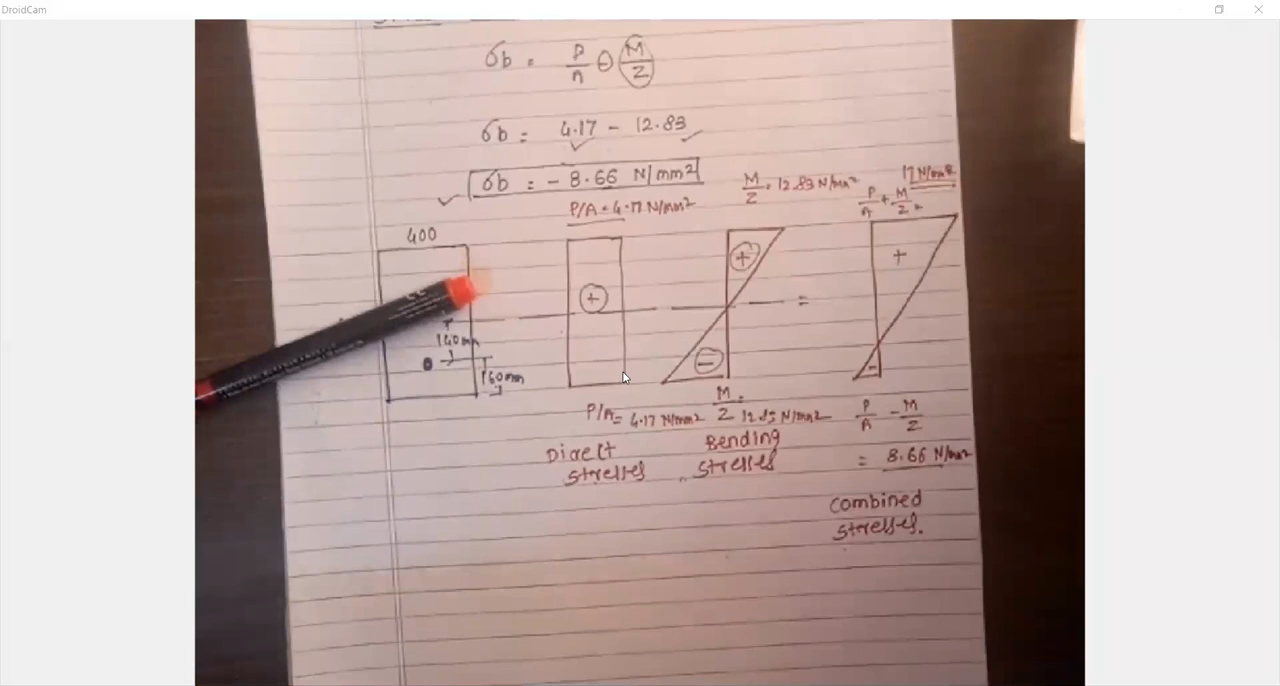 DroidCam
σb = P/A ⊖ M/Z
σb = 4.17 - 12.83
σb = - 8.66 N/mm²
P/A = 4.17 N/mm²
M/Z = 12.83 N/mm²
17 N/mm²
P/A + M/Z =
400
+
+
-
=
+
-
140mm
160mm
P/A = 4.17 N/mm²
M/Z = 12.83 N/mm²
P/A - M/Z
= 8.66 N/mm²
Direct
stresses
Bending
stresses
combined
stresses.